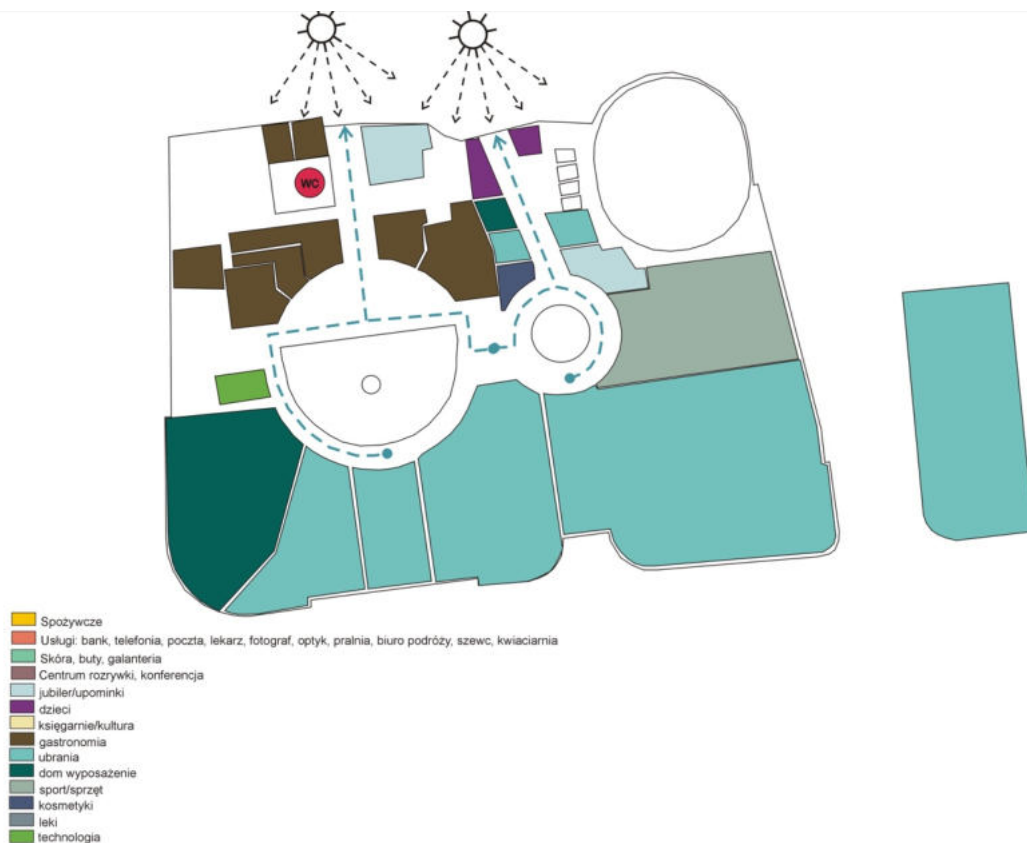 WC
Spożywcze
Usługi: bank, telefonia, poczta, lekarz, fotograf, optyk, pralnia, biuro podróży, szewc, kwiaciarnia
Skóra, buty, galanteria
Centrum rozrywki, konferencja
jubiler/upominki
dzieci
księgarnie/kultura
gastronomia
ubrania
dom wyposażenie
sport/sprzęt
kosmetyki
leki
technologia